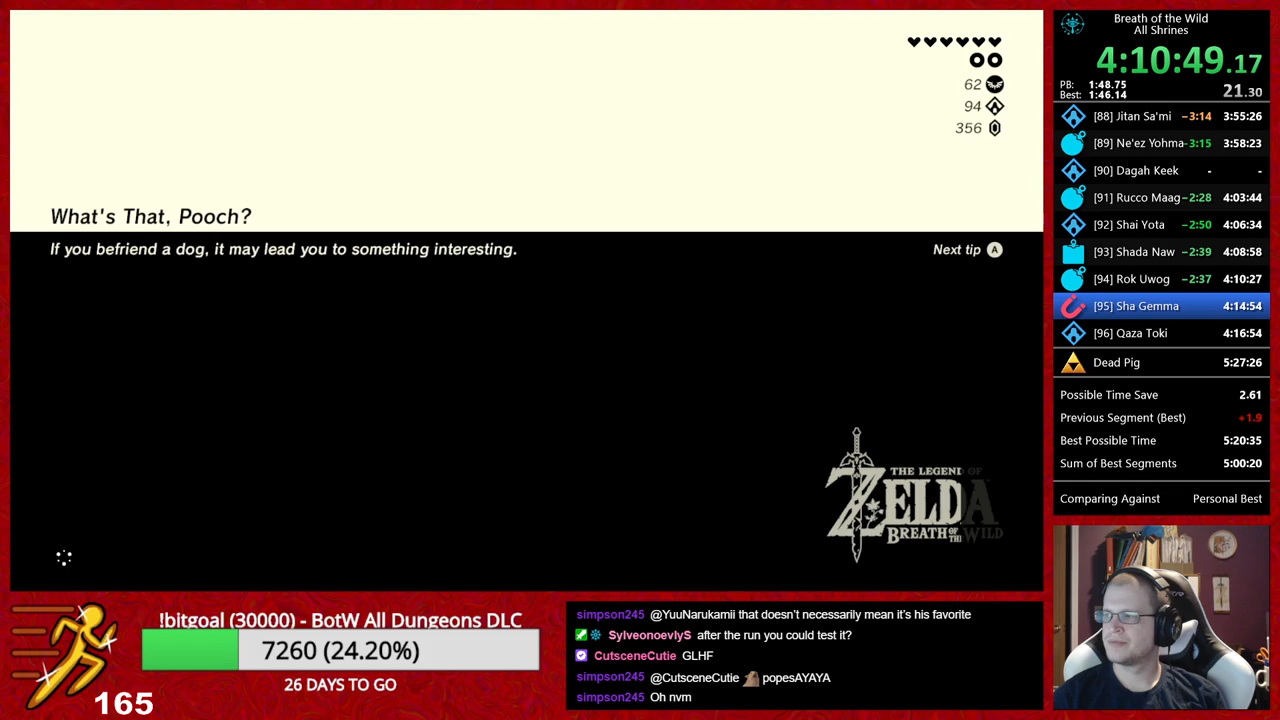 62
94
356
What's That, Pooch?
If you befriend a dog, it may lead you to something interesting.
Next tip A
THE LEGEND OF
ZELDA
BREATH OF THE WILD
!bitgoal (30000) - BotW All Dungeons DLC
7260 (24.20%)
26 DAYS TO GO
165
simpson245 @YuuNarukamii that doesn't necessarily mean it's his favorite
SylveonoevlyS after the run you could test it?
CutsceneCutie GLHF
simpson245 @CutsceneCutie popesAYAYA
simpson245 Oh nvm
Breath of the Wild
All Shrines
4:10:49.17
PB: 1:48.75
Best: 1:46.14
21.30
[88] Jitan Sa'mi -3:14 3:55:26
[89] Ne'ez Yohma -3:15 3:58:23
[90] Dagah Keek - -
[91] Rucco Maag -2:28 4:03:44
[92] Shai Yota -2:50 4:06:34
[93] Shada Naw -2:39 4:08:58
[94] Rok Uwog -2:37 4:10:27
[95] Sha Gemma 4:14:54
[96] Qaza Toki 4:16:54
Dead Pig 5:27:26
Possible Time Save 2.61
Previous Segment (Best) +1.9
Best Possible Time 5:20:35
Sum of Best Segments 5:00:20
Comparing Against Personal Best